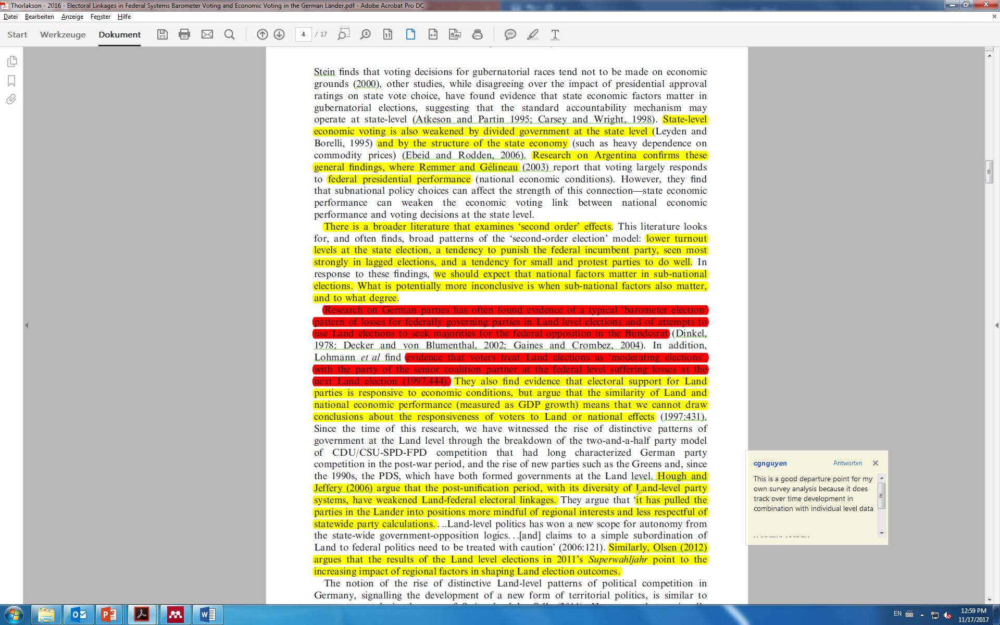 Thorlakson - 2016 - Electoral Linkages in Federal Systems Barometer Voting and Economic Voting in the German Länder.pdf - Adobe Acrobat Pro DC
Datei Bearbeiten Anzeige Fenster Hilfe
Start Werkzeuge Dokument 4 / 17
Stein finds that voting decisions for gubernatorial races tend not to be made on economic
grounds (2000), other studies, while disagreeing over the impact of presidential approval
ratings on state vote choice, have found evidence that state economic factors matter in
gubernatorial elections, suggesting that the standard accountability mechanism may
operate at state-level (Atkeson and Partin 1995; Carsey and Wright, 1998). State-level
economic voting is also weakened by divided government at the state level (Leyden and
Borelli, 1995) and by the structure of the state economy (such as heavy dependence on
commodity prices) (Ebeid and Rodden, 2006). Research on Argentina confirms these
general findings, where Remmer and Gélineau (2003) report that voting largely responds
to federal presidential performance (national economic conditions). However, they find
that subnational policy choices can affect the strength of this connection—state economic
performance can weaken the economic voting link between national economic
performance and voting decisions at the state level.
There is a broader literature that examines ‘second order’ effects. This literature looks
for, and often finds, broad patterns of the ‘second-order election’ model: lower turnout
levels at the state election, a tendency to punish the federal incumbent party, seen most
strongly in lagged elections, and a tendency for small and protest parties to do well. In
response to these findings, we should expect that national factors matter in sub-national
elections. What is potentially more inconclusive is when sub-national factors also matter,
and to what degree.
Research on German parties has often found evidence of a typical ‘barometer election’
pattern of losses for federally governing parties in Land level elections and of attempts to
use Land elections to seek majorities for the federal opposition in the Bundesrat (Dinkel,
1978; Decker and von Blumenthal, 2002; Gaines and Crombez, 2004). In addition,
Lohmann et al find evidence that voters treat Land elections as ‘moderating elections’,
with the party of the senior coalition partner at the federal level suffering losses at the
next Land election (1997:444). They also find evidence that electoral support for Land
parties is responsive to economic conditions, but argue that the similarity of Land and
national economic performance (measured as GDP growth) means that we cannot draw
conclusions about the responsiveness of voters to Land or national effects (1997:431).
Since the time of this research, we have witnessed the rise of distinctive patterns of
government at the Land level through the breakdown of the two-and-a-half party model
of CDU/CSU-SPD-FPD competition that had long characterized German party
competition in the post-war period, and the rise of new parties such as the Greens and, since
the 1990s, the PDS, which have both formed governments at the Land level. Hough and
Jeffery (2006) argue that the post-unification period, with its diversity of Land-level party
systems, have weakened Land-federal electoral linkages. They argue that ‘it has pulled the
parties in the Lander into positions more mindful of regional interests and less respectful of
statewide party calculations. . ..Land-level politics has won a new scope for autonomy from
the state-wide government-opposition logics. . .[and] claims to a simple subordination of
Land to federal politics need to be treated with caution’ (2006:121). Similarly, Olsen (2012)
argues that the results of the Land level elections in 2011’s Superwahljahr point to the
increasing impact of regional factors in shaping Land election outcomes.
The notion of the rise of distinctive Land-level patterns of political competition in
Germany, signalling the development of a new form of territorial politics, is similar to
cgnguyen Antworten
This is a good departure point for my
own survey analysis because it does
track over time development in
combination with individual level data
EN 12:59 PM
11/17/2017